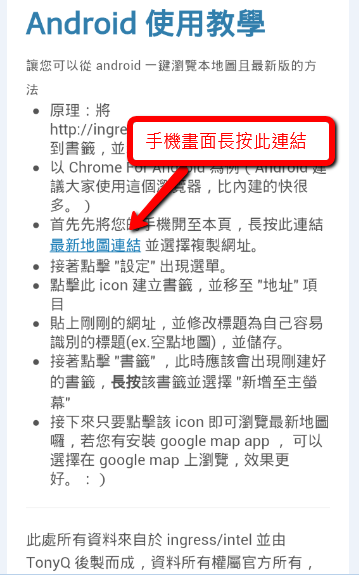 Android 使用教學
讓您可以從 android 一鍵瀏覽本地圖且最新版的方
法
原理：將
http://ingre
到書籤，並
手機畫面長按此連結
以 Chrome For Android 為例（Android 建
議大家使用這個瀏覽器，比內建的快很
多。）
首先先將您的手機開至本頁，長按此連結
最新地圖連結 並選擇複製網址。
接著點擊 "設定" 出現選單。
點擊此 icon 建立書籤，並移至 "地址" 項
目
貼上剛剛的網址，並修改標題為自己容易
識別的標題(ex.空點地圖)，並儲存。
接著點擊 "書籤" ，此時應該會出現剛建好
的書籤，長按該書籤並選擇 "新增至主螢
幕"
接下來只要點擊該 icon 即可瀏覽最新地圖
囉，若您有安裝 google map app ， 可以
選擇在 google map 上瀏覽，效果更
好。：）
此處所有資料來自於 ingress/intel 並由
TonyQ 後製而成，資料所有權屬官方所有，